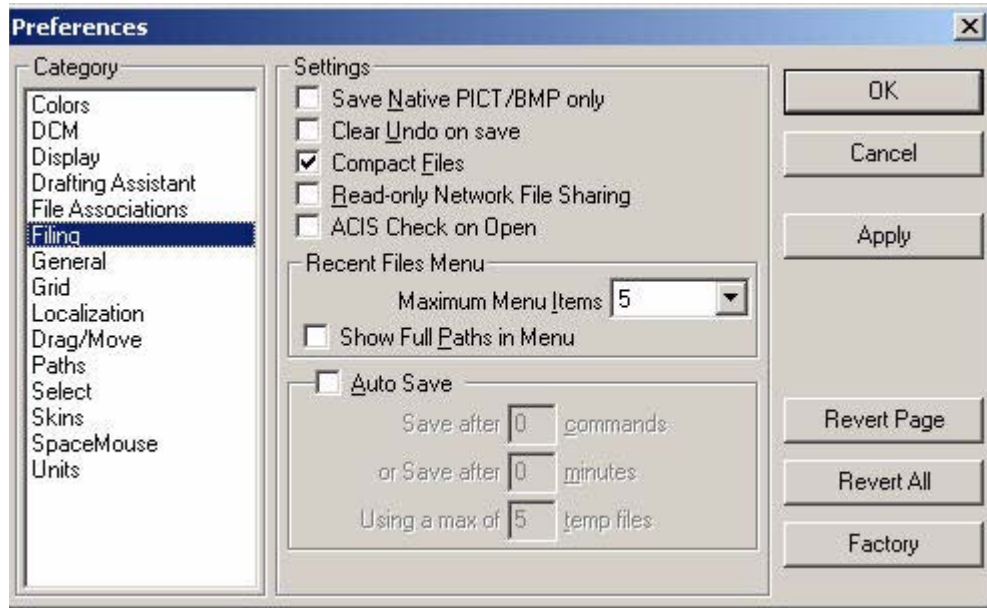 Preferences
Category
Colors
DCM
Display
Drafting Assistant
File Associations
Filing
General
Grid
Localization
Drag/Move
Paths
Select
Skins
SpaceMouse
Units
Settings
Save Native PICT/BMP only
Clear Undo on save
Compact Files
Read-only Network File Sharing
ACIS Check on Open
Recent Files Menu
Maximum Menu Items 5
Show Full Paths in Menu
Auto Save
Save after 0 commands
or Save after 0 minutes
Using a max of 5 temp files
OK
Cancel
Apply
Revert Page
Revert All
Factory